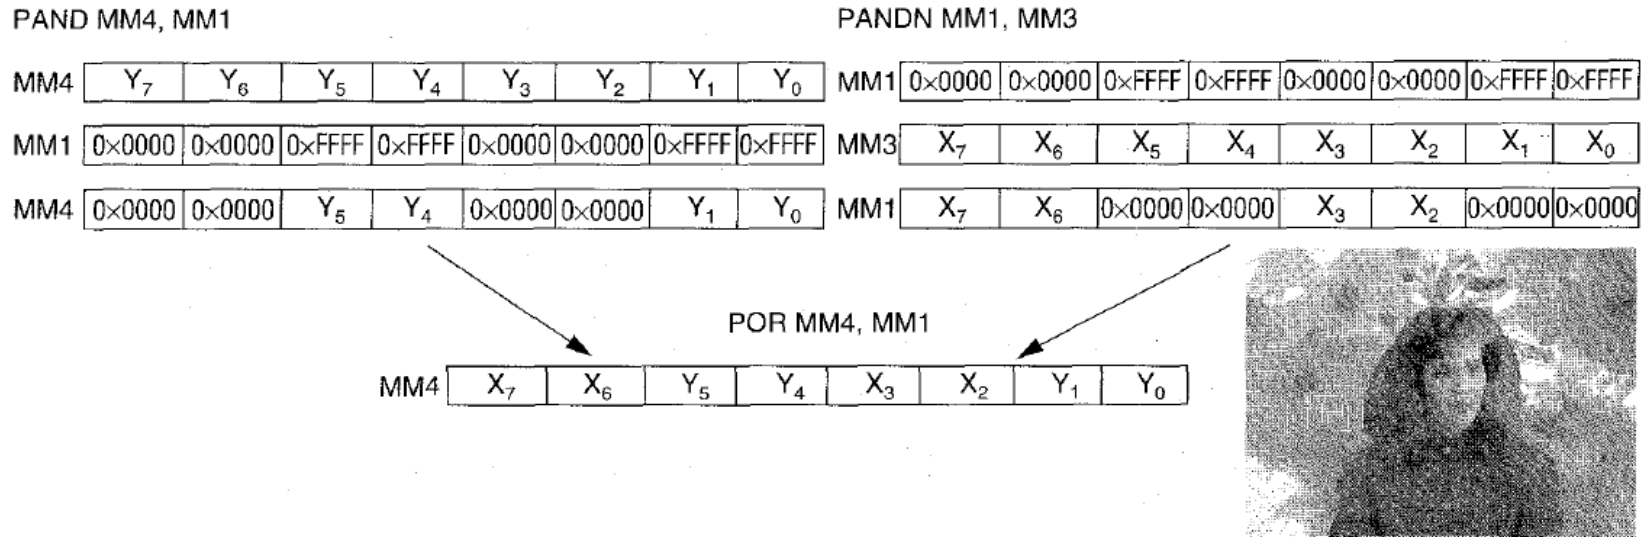 PAND MM4, MM1
MM4 Y₇ Y₆ Y₅ Y₄ Y₃ Y₂ Y₁ Y₀
MM1 0×0000 0×0000 0×FFFF 0×FFFF 0×0000 0×0000 0×FFFF 0×FFFF
MM4 0×0000 0×0000 Y₅ Y₄ 0×0000 0×0000 Y₁ Y₀
PANDN MM1, MM3
MM1 0×0000 0×0000 0×FFFF 0×FFFF 0×0000 0×0000 0×FFFF 0×FFFF
MM3 X₇ X₆ X₅ X₄ X₃ X₂ X₁ X₀
MM1 X₇ X₆ 0×0000 0×0000 X₃ X₂ 0×0000 0×0000
POR MM4, MM1
MM4 X₇ X₆ Y₅ Y₄ X₃ X₂ Y₁ Y₀